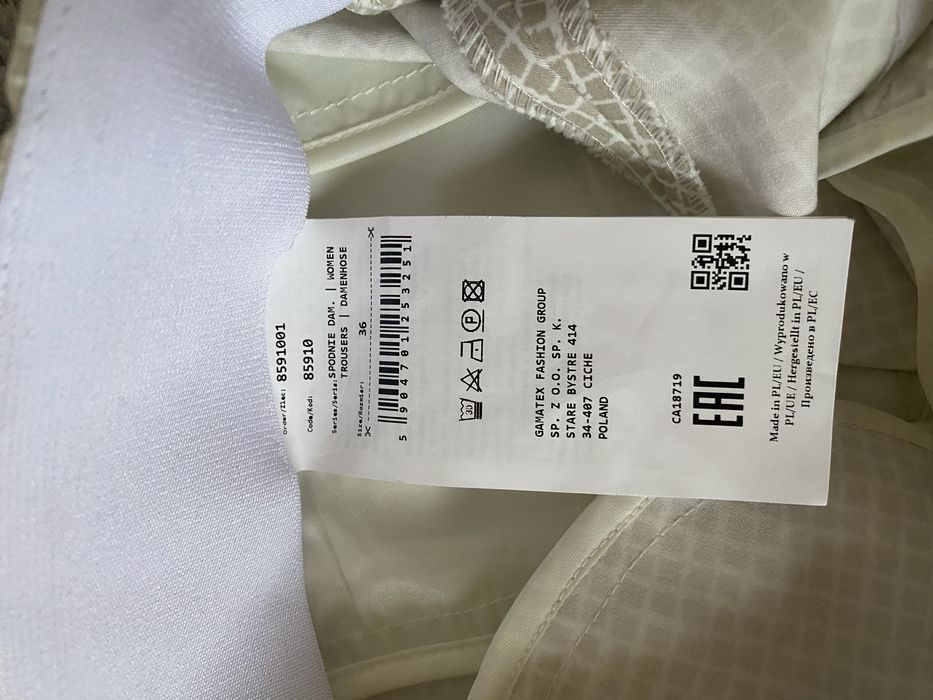 Order/Zlec: 8591001
Code/Kod: 85910
Series/Seria: SPODNIE DAM. | WOMEN
TROUSERS | DAMENHOSE
Size/Rozmiar: 36
5 904701 253251
30
P
GAMATEX FASHION GROUP
SP. Z O.O. SP. K.
STARE BYSTRE 414
34-407 CICHE
POLAND
CA18719
EAC
Made in PL/EU / Wyprodukowano w
PL/UE / Hergestellt in PL/EU /
Произведено в PL/EC